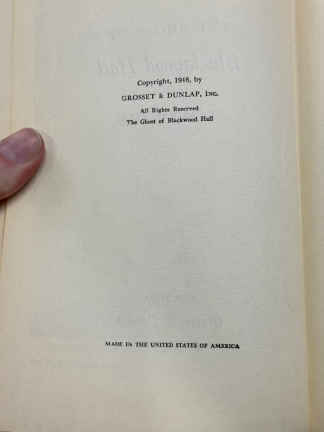 Copyright, 1948, by
GROSSET & DUNLAP, Inc.
All Rights Reserved
The Ghost of Blackwood Hall
MADE IN THE UNITED STATES OF AMERICA